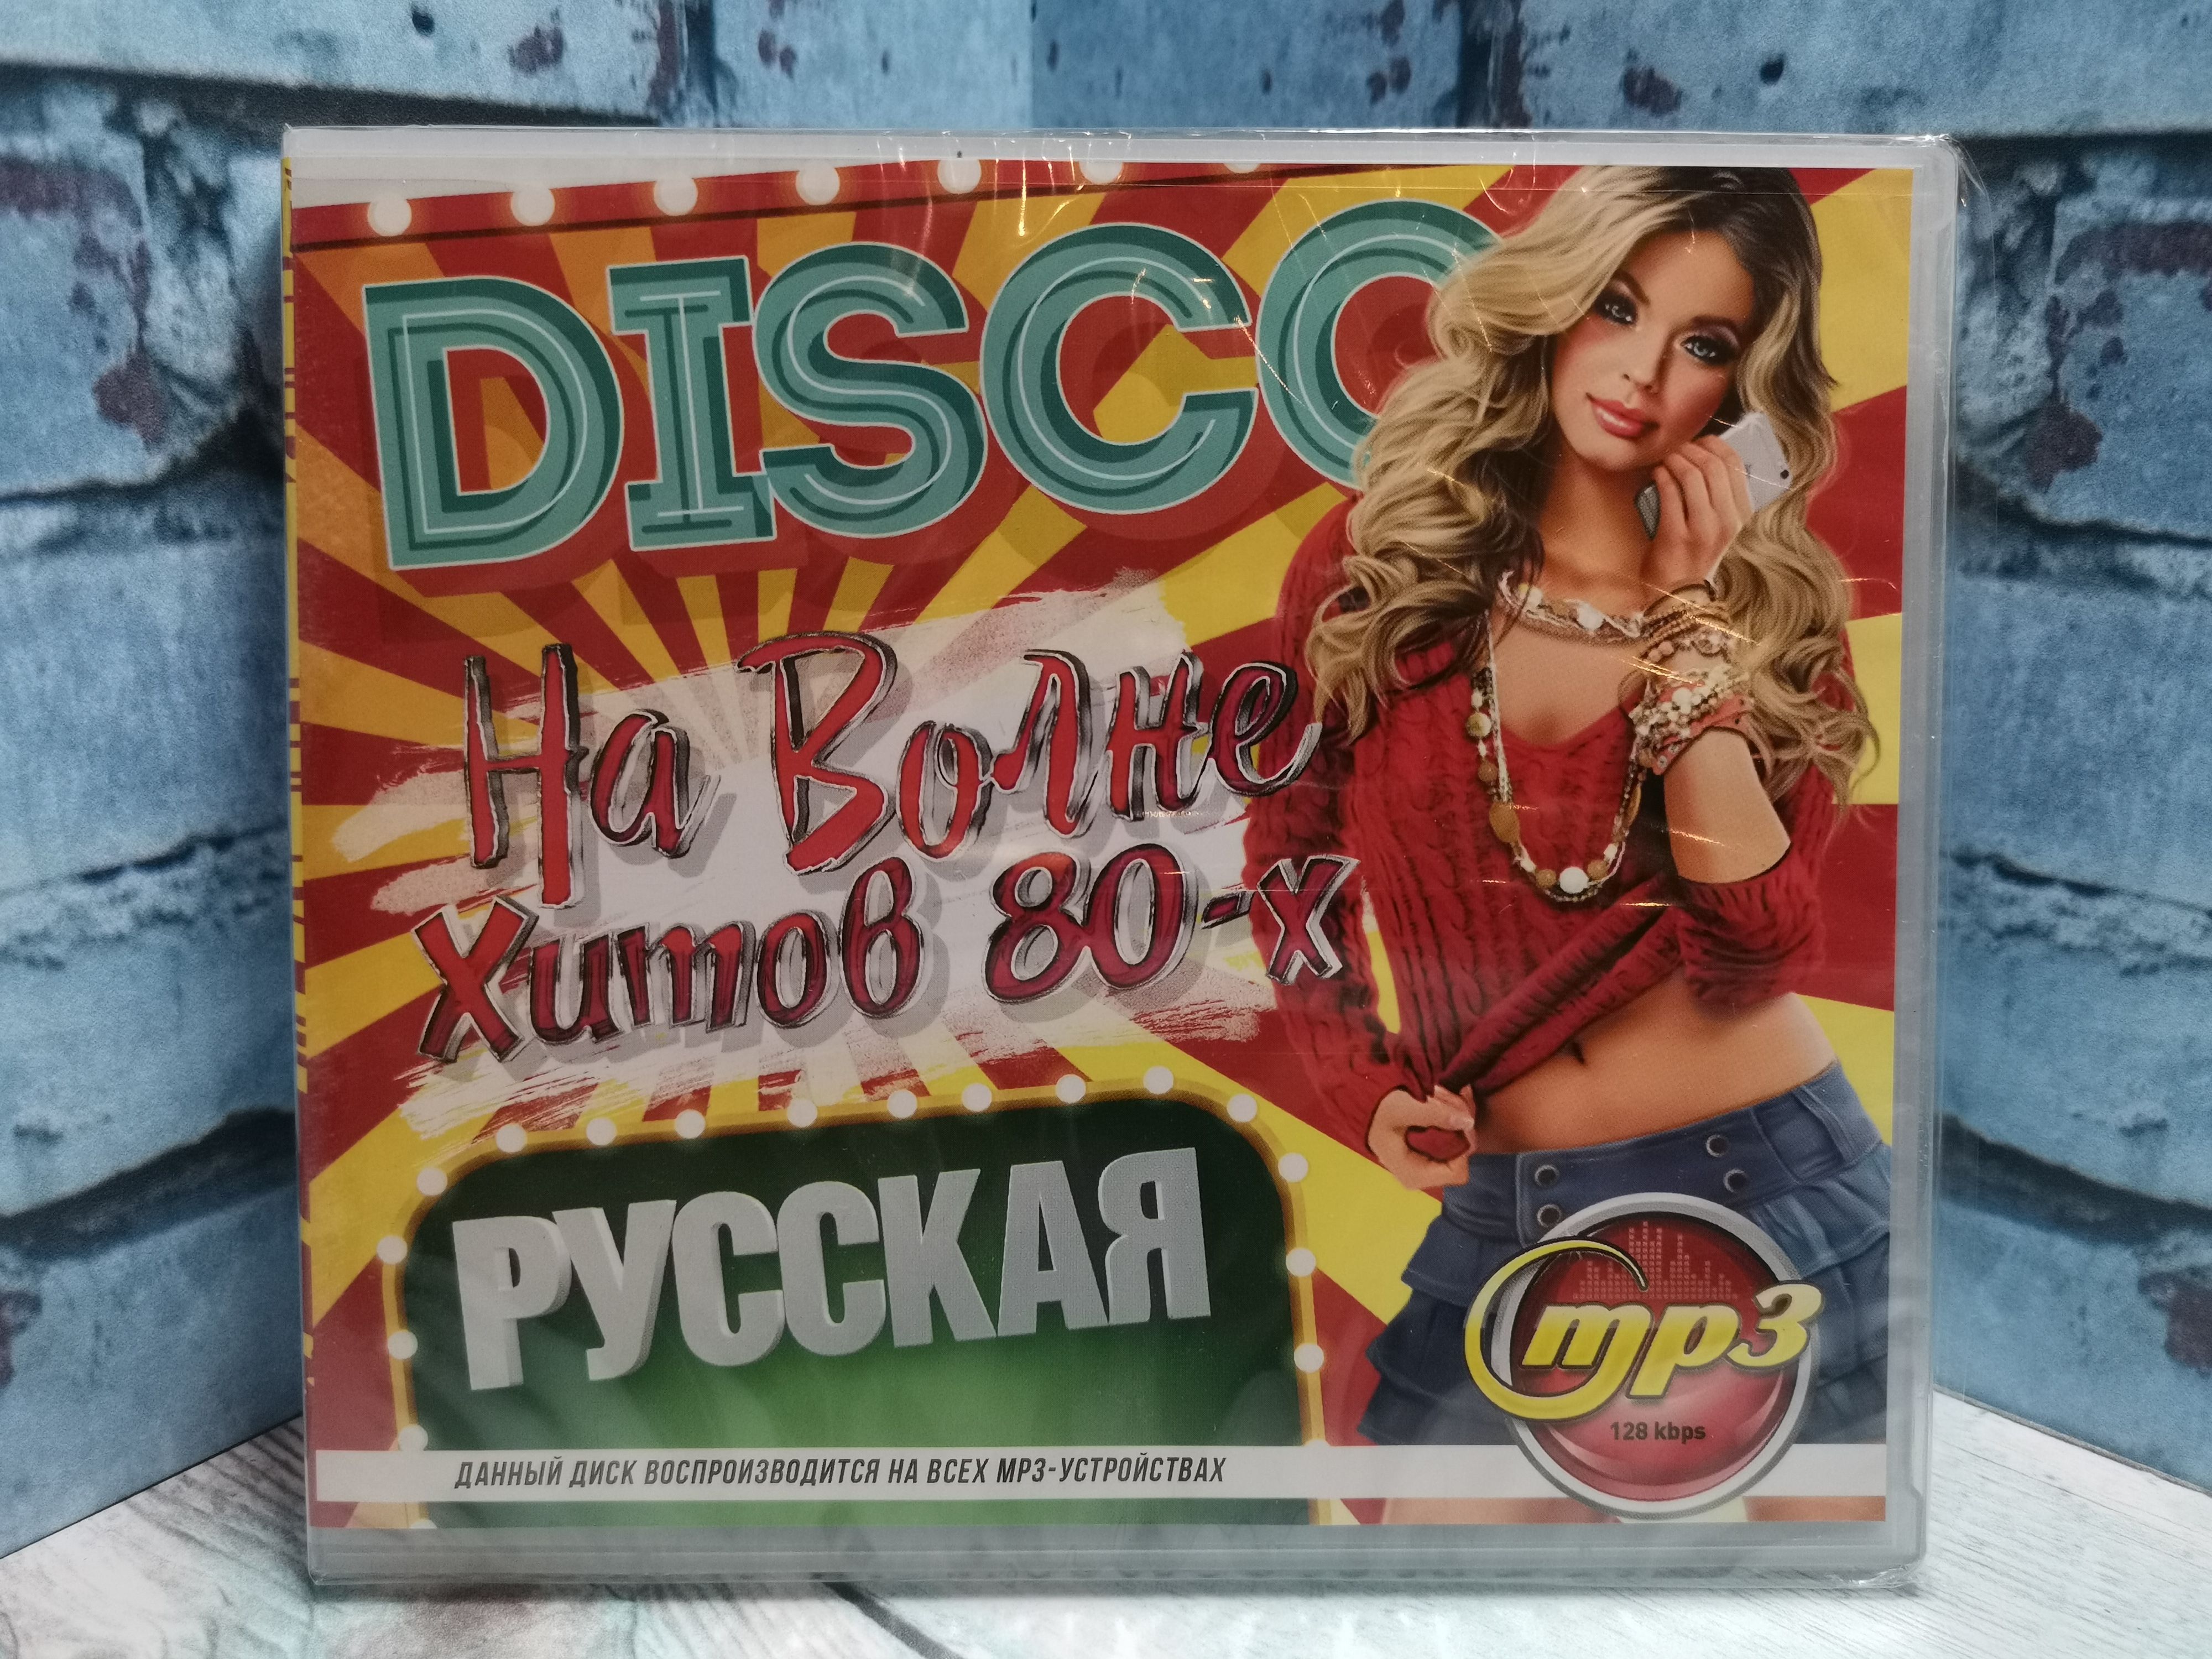 DISCO
На Волне
Хитов 80-х
РУССКАЯ
mp3
128 kbps
ДАННЫЙ ДИСК ВОСПРОИЗВОДИТСЯ НА ВСЕХ MP3-УСТРОЙСТВАХ